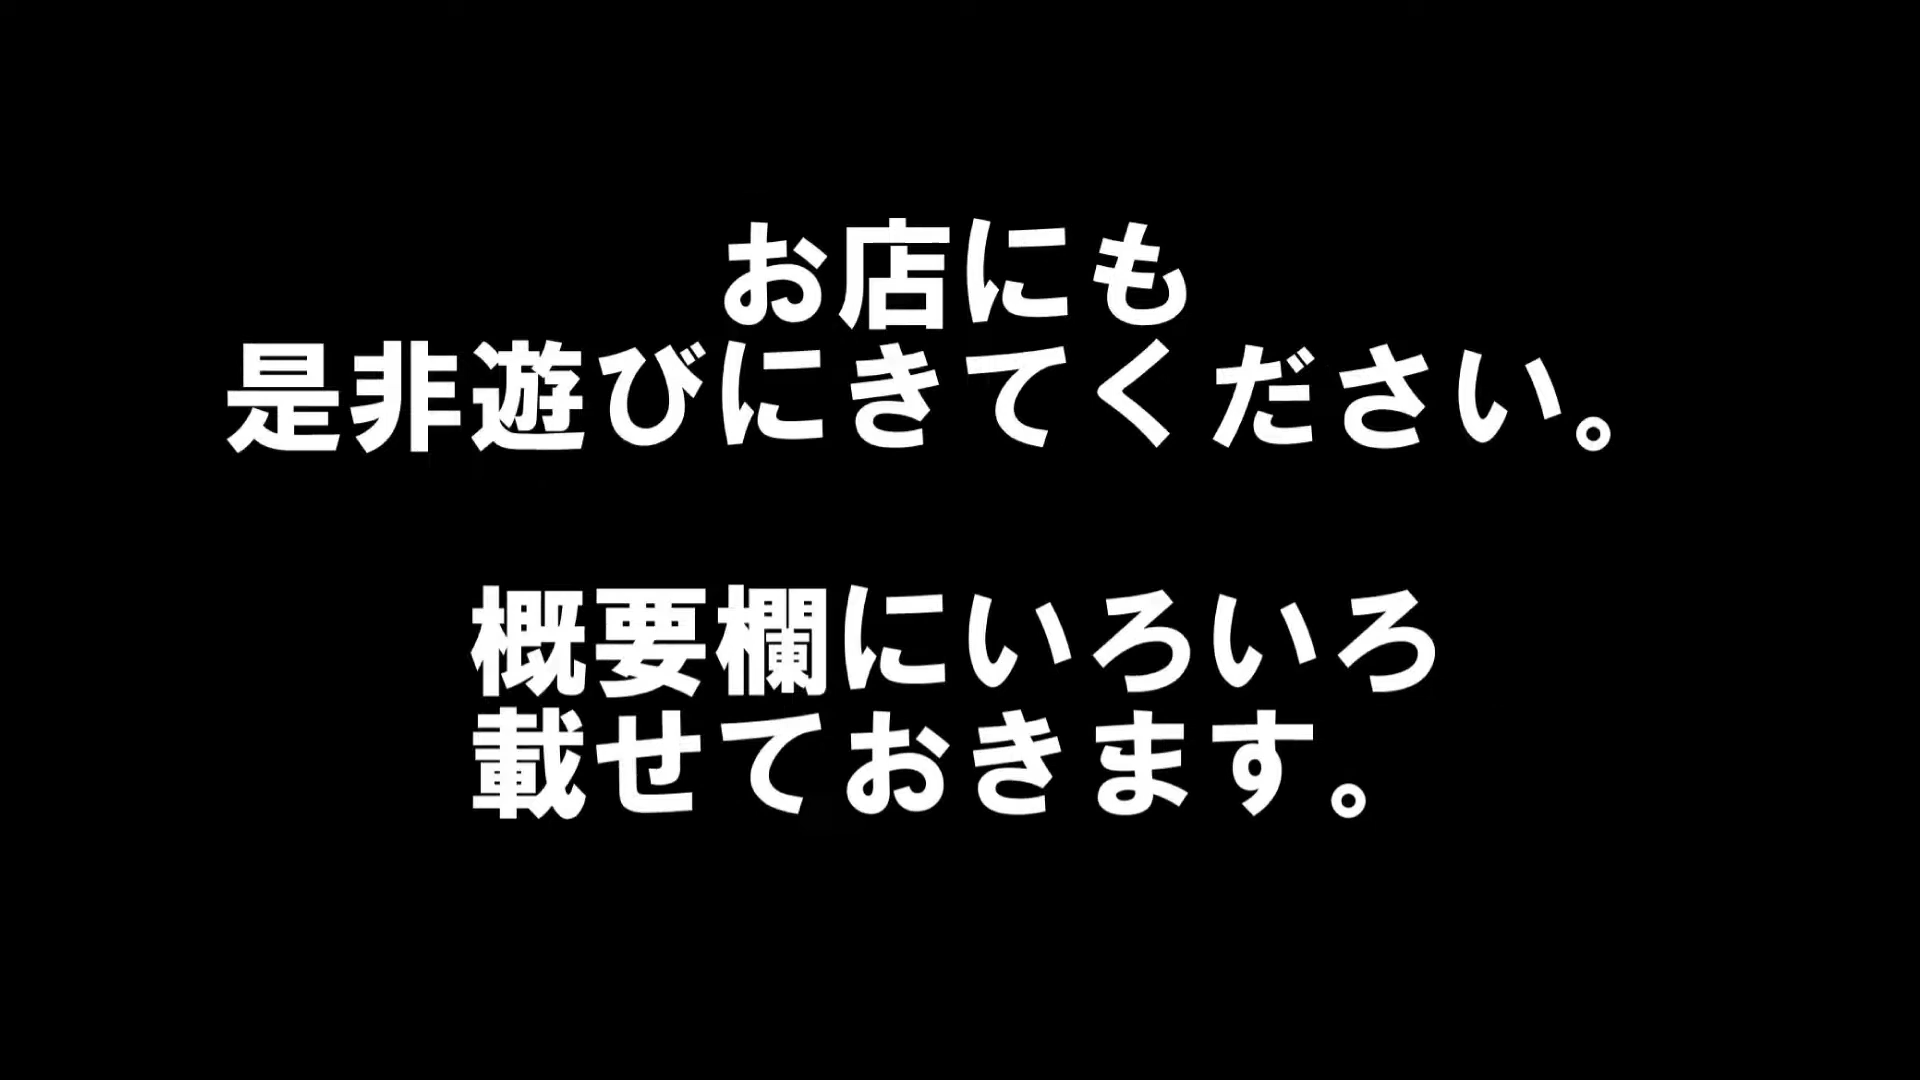 お店にも
是非遊びにきてください。
概要欄にいろいろ
載せておきます。